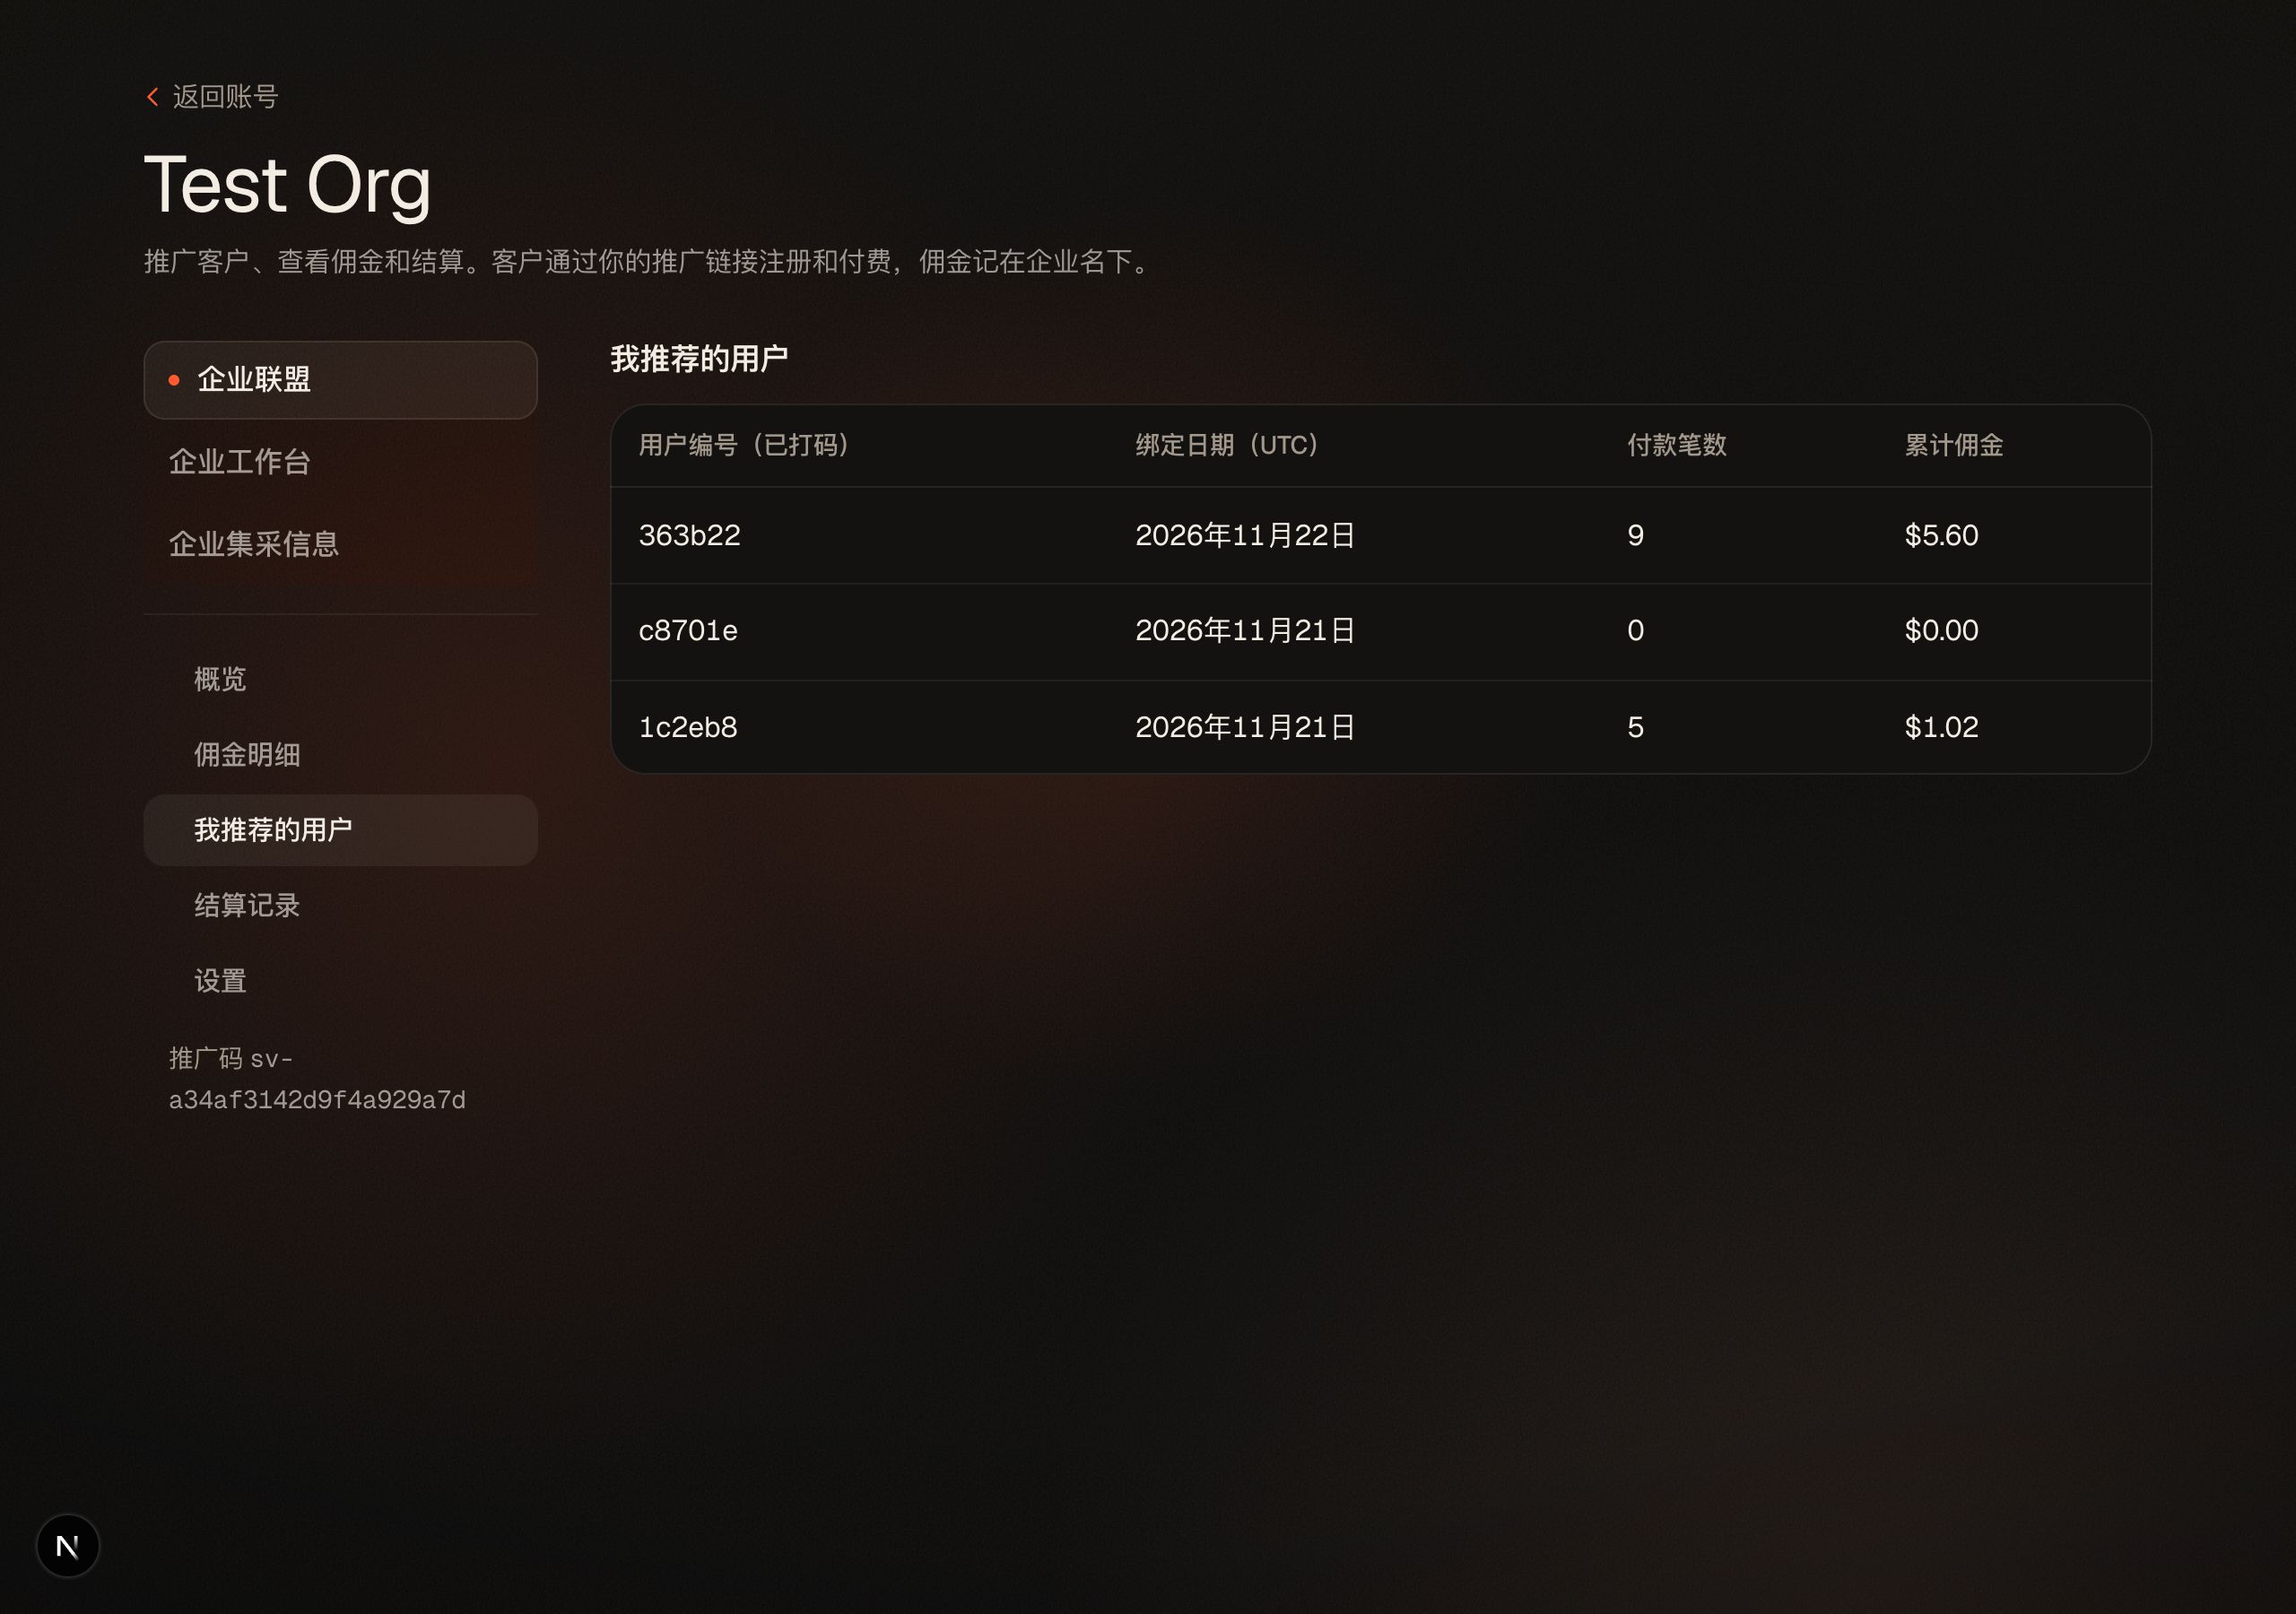 返回账号
Test Org
推广客户、查看佣金和结算。客户通过你的推广链接注册和付费，佣金记在企业名下。
企业联盟
企业工作台
企业集采信息
概览
佣金明细
我推荐的用户
结算记录
设置
推广码 sv-
a34af3142d9f4a929a7d
我推荐的用户
用户编号（已打码） 绑定日期（UTC） 付款笔数 累计佣金
363b22 2026年11月22日 9 $5.60
c8701e 2026年11月21日 0 $0.00
1c2eb8 2026年11月21日 5 $1.02
N